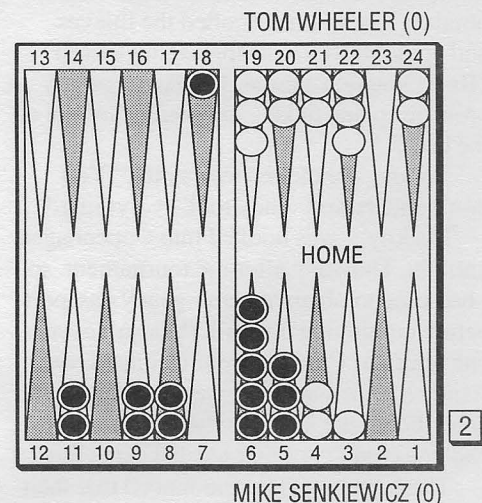 TOM WHEELER (0)
13 14 15 16 17 18 19 20 21 22 23 24
HOME
2
12 11 10 9 8 7 6 5 4 3 2 1
MIKE SENKIEWICZ (0)